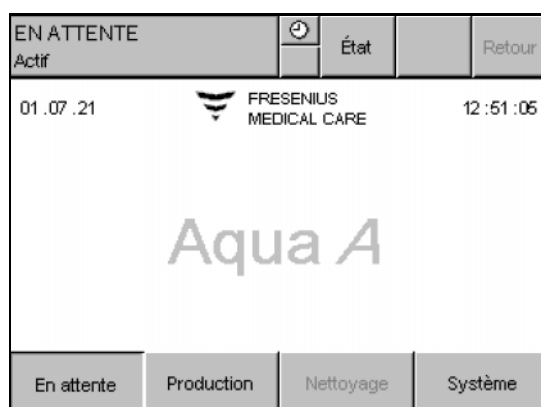 EN ATTENTE
Actif
État
Retour
01.07.21
FRESENIUS
MEDICAL CARE
12:51:05
Aqua A
En attente
Production
Nettoyage
Système